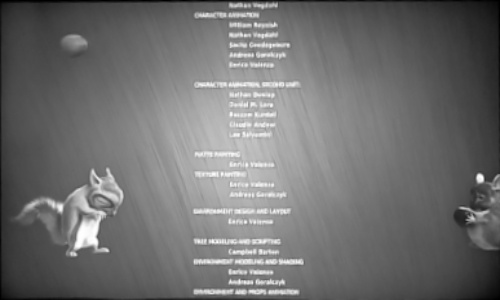 Nathan Vegdahl
CHARACTER ANIMATION
William Reynish
Nathan Vegdahl
Sacha Goedegebure
Andreas Goralczyk
Enrico Valenza
CHARACTER ANIMATION, SECOND UNIT
Nathan Dunlap
Daniel M. Lara
Claudio Andaur
Lee Salvemini
MATTE PAINTING
Enrico Valenza
TEXTURE PAINTING
Enrico Valenza
Andreas Goralczyk
ENVIRONMENT DESIGN AND LAYOUT
Enrico Valenza
TREE MODELING AND SCRIPTING
Campbell Barton
ENVIRONMENT MODELING AND SHADING
Enrico Valenza
Andreas Goralczyk
ENVIRONMENT AND PROPS ANIMATION